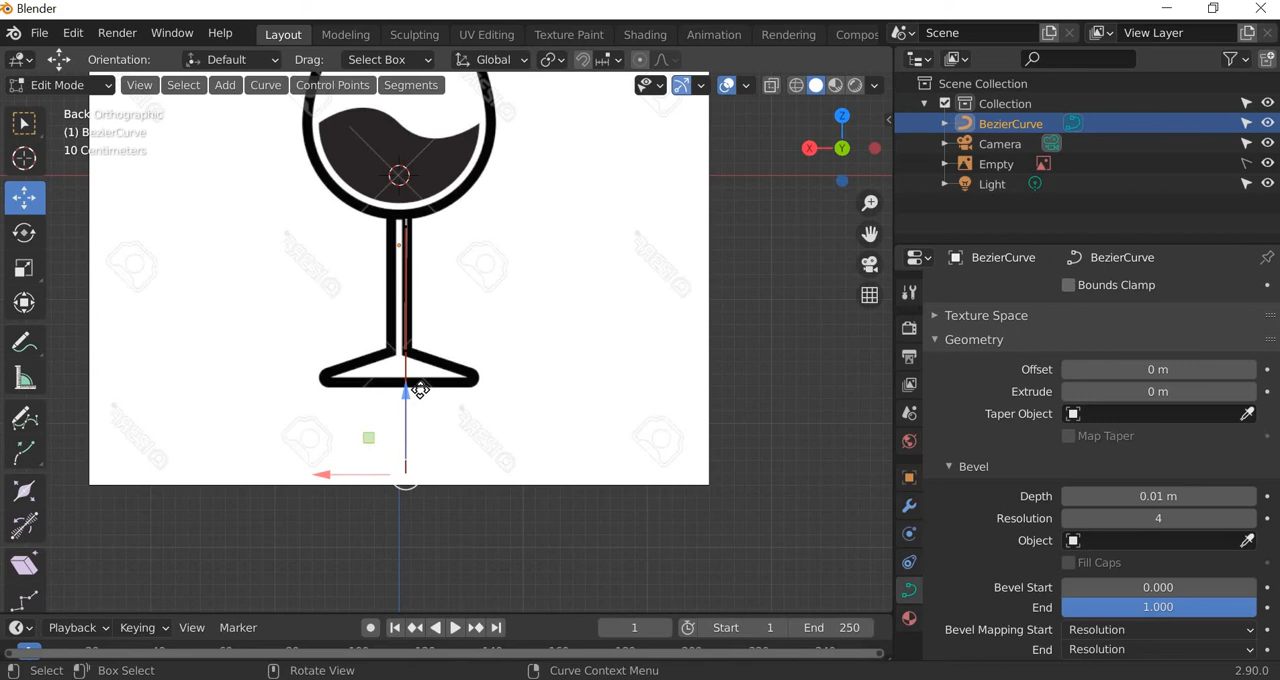 Blender
File Edit Render Window Help Layout Modeling Sculpting UV Editing Texture Paint Shading Animation Rendering Compos Scene View Layer
Orientation: Default Drag: Select Box Global
Edit Mode View Select Add Curve Control Points Segments
Back Orthographic
(1) BezierCurve
10 Centimeters
Z
X
Y
Scene Collection
Collection
BezierCurve
Camera
Empty
Light
BezierCurve BezierCurve
Bounds Clamp
Texture Space
Geometry
Offset 0 m
Extrude 0 m
Taper Object
Map Taper
Bevel
Depth 0.01 m
Resolution 4
Object
Fill Caps
Bevel Start 0.000
End 1.000
Bevel Mapping Start Resolution
End Resolution
Playback Keying View Marker 1 Start 1 End 250
Select Box Select Rotate View Curve Context Menu 2.90.0